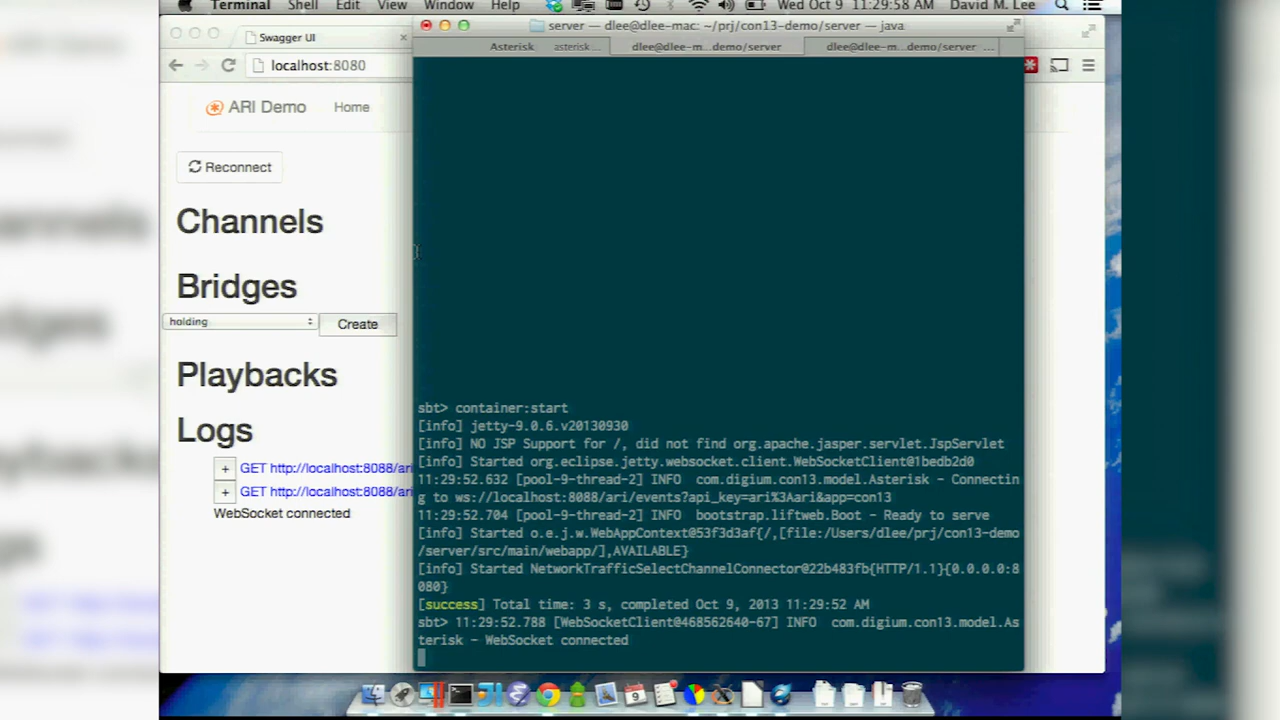 Terminal Shell Edit View Window Help Wed Oct 9 11:29:58 AM David M. Lee
Swagger UI
server — dlee@dlee-mac: ~/prj/con13-demo/server — java
Asterisk asterisk ... dlee@dlee-m...demo/server dlee@dlee-m...demo/server ...
localhost:8080
ARI Demo Home
Reconnect
Channels
Bridges
holding Create
Playbacks
Logs
+ GET http://localhost:8088/ari
+ GET http://localhost:8088/ari
WebSocket connected
sbt> container:start
[info] jetty-9.0.6.v20130930
[info] NO JSP Support for /, did not find org.apache.jasper.servlet.JspServlet
[info] Started org.eclipse.jetty.websocket.client.WebSocketClient@1bedb2d0
11:29:52.632 [pool-9-thread-2] INFO com.digium.con13.model.Asterisk - Connectin
g to ws://localhost:8088/ari/events?api_key=ari%3Aari&app=con13
11:29:52.704 [pool-9-thread-2] INFO bootstrap.liftweb.Boot - Ready to serve
[info] Started o.e.j.w.WebAppContext@53f3d3af{/,[file:/Users/dlee/prj/con13-demo
/server/src/main/webapp/],AVAILABLE}
[info] Started NetworkTrafficSelectChannelConnector@22b483fb{HTTP/1.1}{0.0.0.0:8
080}
[success] Total time: 3 s, completed Oct 9, 2013 11:29:52 AM
sbt> 11:29:52.788 [WebSocketClient@468562640-67] INFO com.digium.con13.model.As
terisk - WebSocket connected